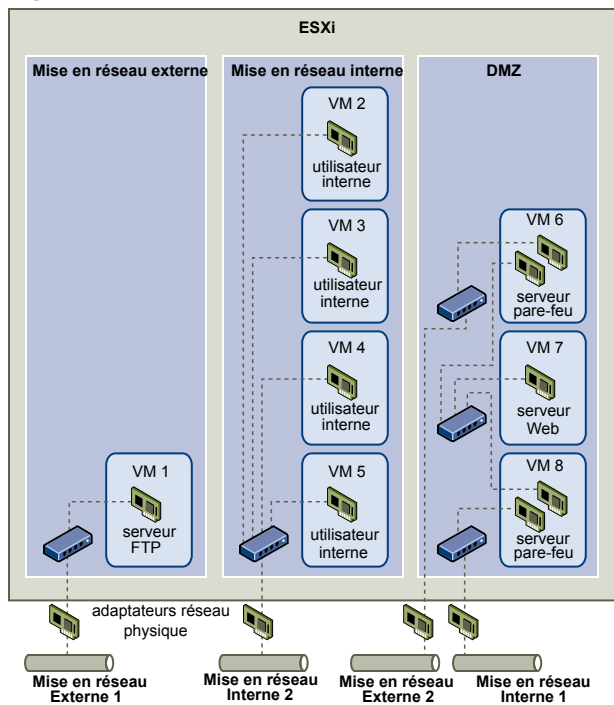 ESXi
Mise en réseau externe
Mise en réseau interne
DMZ
VM 1
serveur
FTP
VM 2
utilisateur
interne
VM 3
utilisateur
interne
VM 4
utilisateur
interne
VM 5
utilisateur
interne
VM 6
serveur
pare-feu
VM 7
serveur
Web
VM 8
serveur
pare-feu
adaptateurs réseau
physique
Mise en réseau
Externe 1
Mise en réseau
Interne 2
Mise en réseau
Externe 2
Mise en réseau
Interne 1